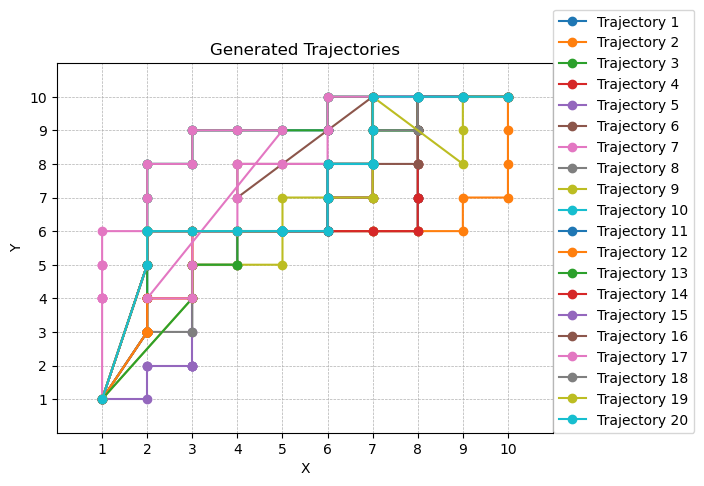 Generated Trajectories
Trajectory 1
Trajectory 2
Trajectory 3
Trajectory 4
Trajectory 5
Trajectory 6
Trajectory 7
Trajectory 8
Trajectory 9
Trajectory 10
Trajectory 11
Trajectory 12
Trajectory 13
Trajectory 14
Trajectory 15
Trajectory 16
Trajectory 17
Trajectory 18
Trajectory 19
Trajectory 20
10
9
8
7
6
5
4
3
2
1
Y
1 2 3 4 5 6 7 8 9 10
X